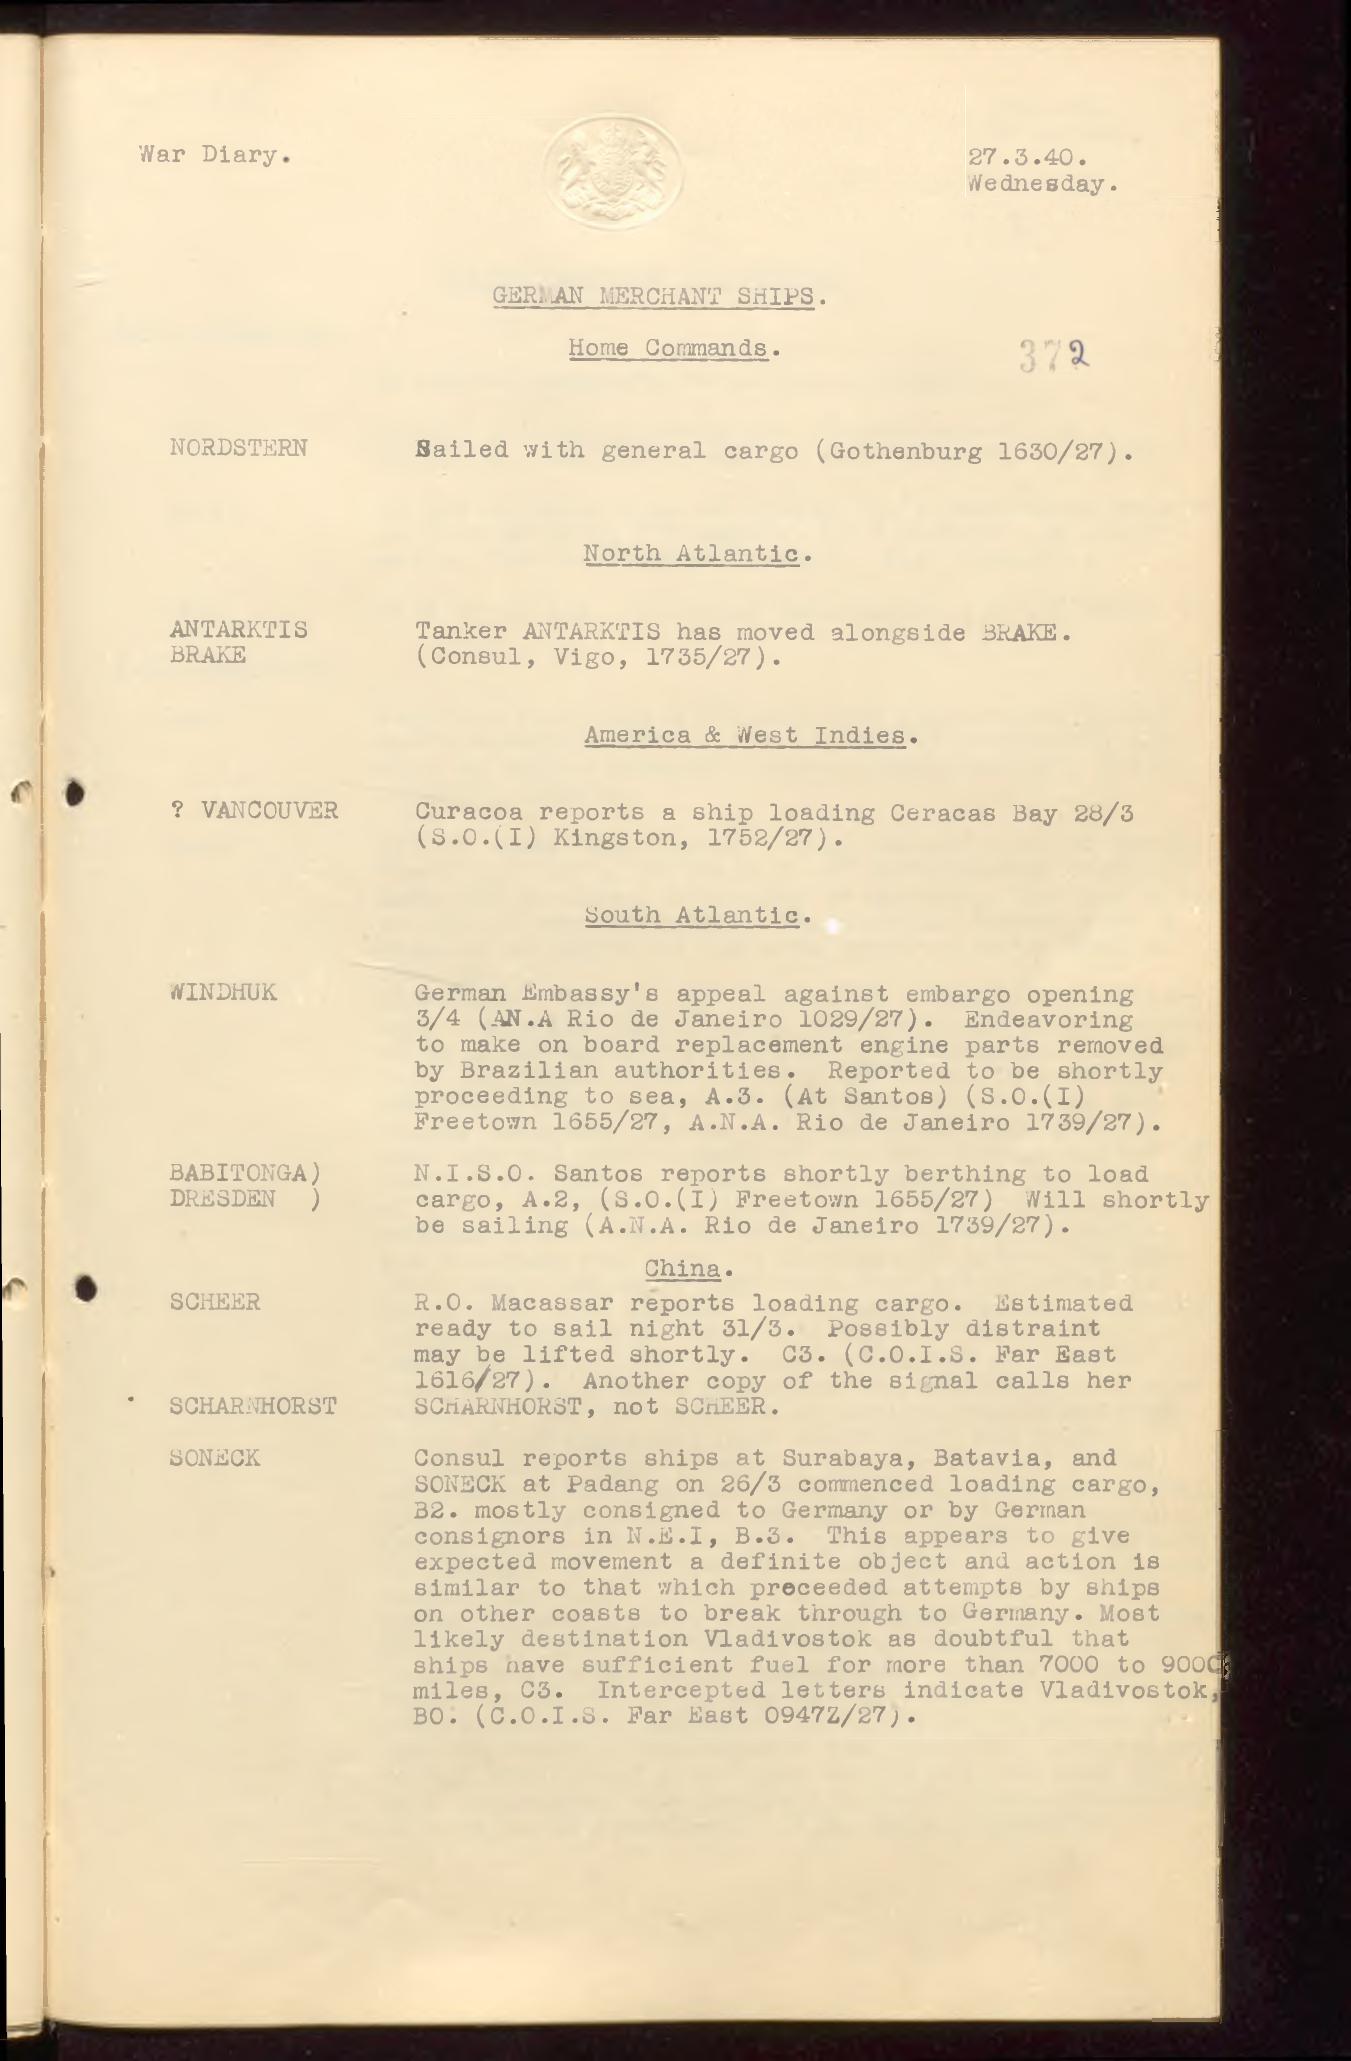 War Diary.
27.3.40.
Wednesday.
GERMAN MERCHANT SHIPS.
Home Commands.
372
NORDSTERN Sailed with general cargo (Gothenburg 1630/27).
North Atlantic.
ANTARKTIS Tanker ANTARKTIS has moved alongside BRAKE.
BRAKE (Consul, Vigo, 1735/27).
America & West Indies.
? VANCOUVER Curacoa reports a ship loading Ceracas Bay 28/3
(S.O.(I) Kingston, 1752/27).
South Atlantic.
WINDHUK German Embassy's appeal against embargo opening
3/4 (AN.A Rio de Janeiro 1029/27). Endeavoring
to make on board replacement engine parts removed
by Brazilian authorities. Reported to be shortly
proceeding to sea, A.3. (At Santos) (S.O.(I)
Freetown 1655/27, A.N.A. Rio de Janeiro 1739/27).
BABITONGA) N.I.S.O. Santos reports shortly berthing to load
DRESDEN ) cargo, A.2, (S.O.(I) Freetown 1655/27) Will shortly
be sailing (A.N.A. Rio de Janeiro 1739/27).
China.
SCHEER R.O. Macassar reports loading cargo. Estimated
ready to sail night 31/3. Possibly distraint
may be lifted shortly. C3. (C.O.I.S. Far East
1616/27). Another copy of the signal calls her
SCHARNHORST SCHARNHORST, not SCHEER.
SONECK Consul reports ships at Surabaya, Batavia, and
SONECK at Padang on 26/3 commenced loading cargo,
B2. mostly consigned to Germany or by German
consignors in N.E.I, B.3. This appears to give
expected movement a definite object and action is
similar to that which preceeded attempts by ships
on other coasts to break through to Germany. Most
likely destination Vladivostok as doubtful that
ships have sufficient fuel for more than 7000 to 9000
miles, C3. Intercepted letters indicate Vladivostok,
BO. (C.O.I.S. Far East 0947Z/27).